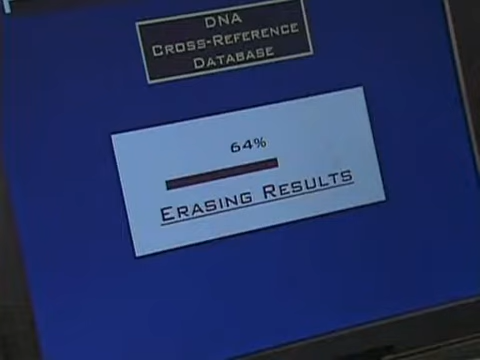 DNA
CROSS-REFERENCE
DATABASE
64%
ERASING RESULTS